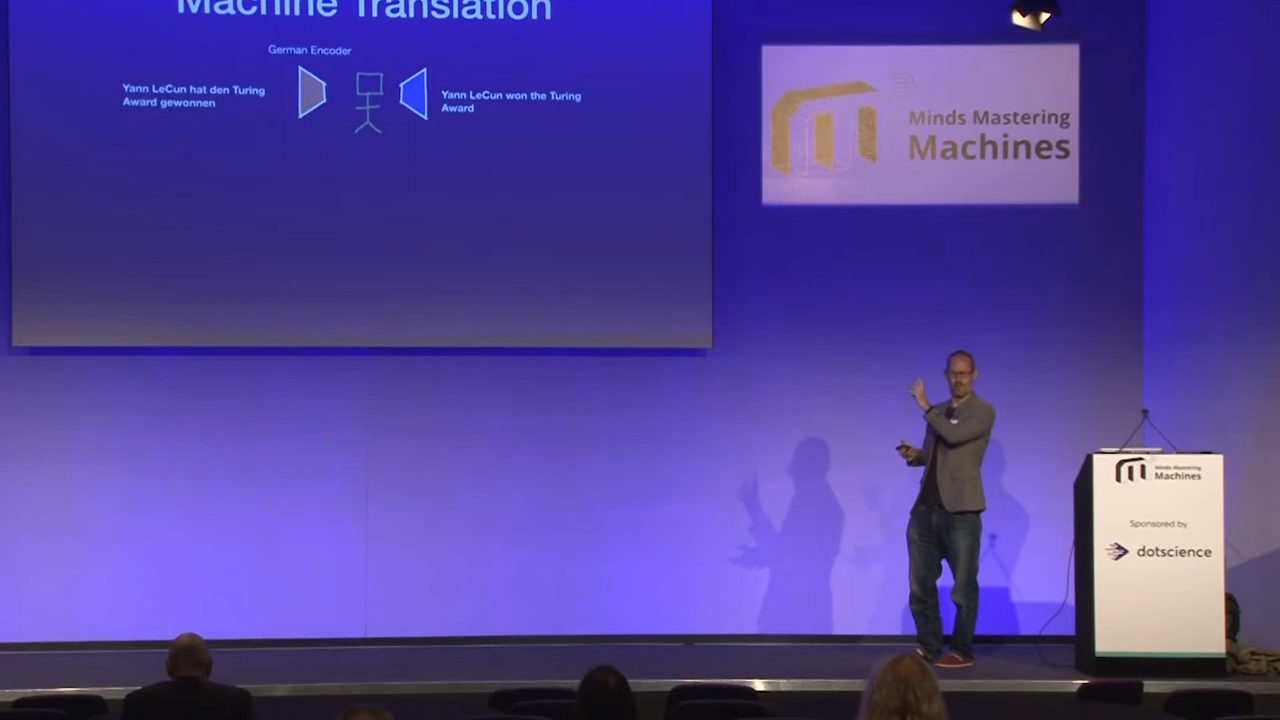 Machine Translation
German Encoder
Yann LeCun hat den Turing
Award gewonnen
Yann LeCun won the Turing
Award
Minds Mastering
Machines
Minds Mastering
Machines
Sponsored by
dotscience